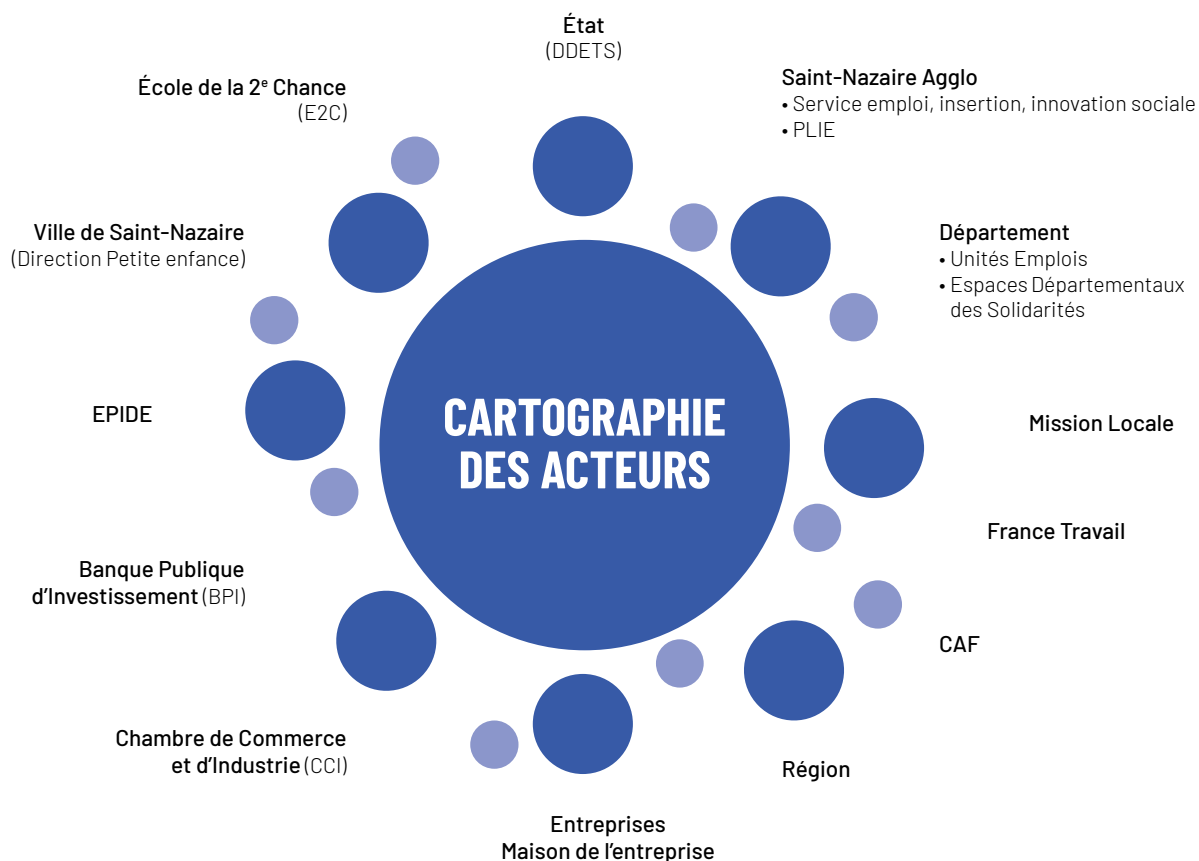 État
(DDETS)
École de la 2e Chance
(E2C)
Saint-Nazaire Agglo
• Service emploi, insertion, innovation sociale
• PLIE
Ville de Saint-Nazaire
(Direction Petite enfance)
Département
• Unités Emplois
• Espaces Départementaux
des Solidarités
CARTOGRAPHIE
DES ACTEURS
EPIDE
Mission Locale
France Travail
Banque Publique
d'Investissement (BPI)
CAF
Chambre de Commerce
et d'Industrie (CCI)
Région
Entreprises
Maison de l'entreprise